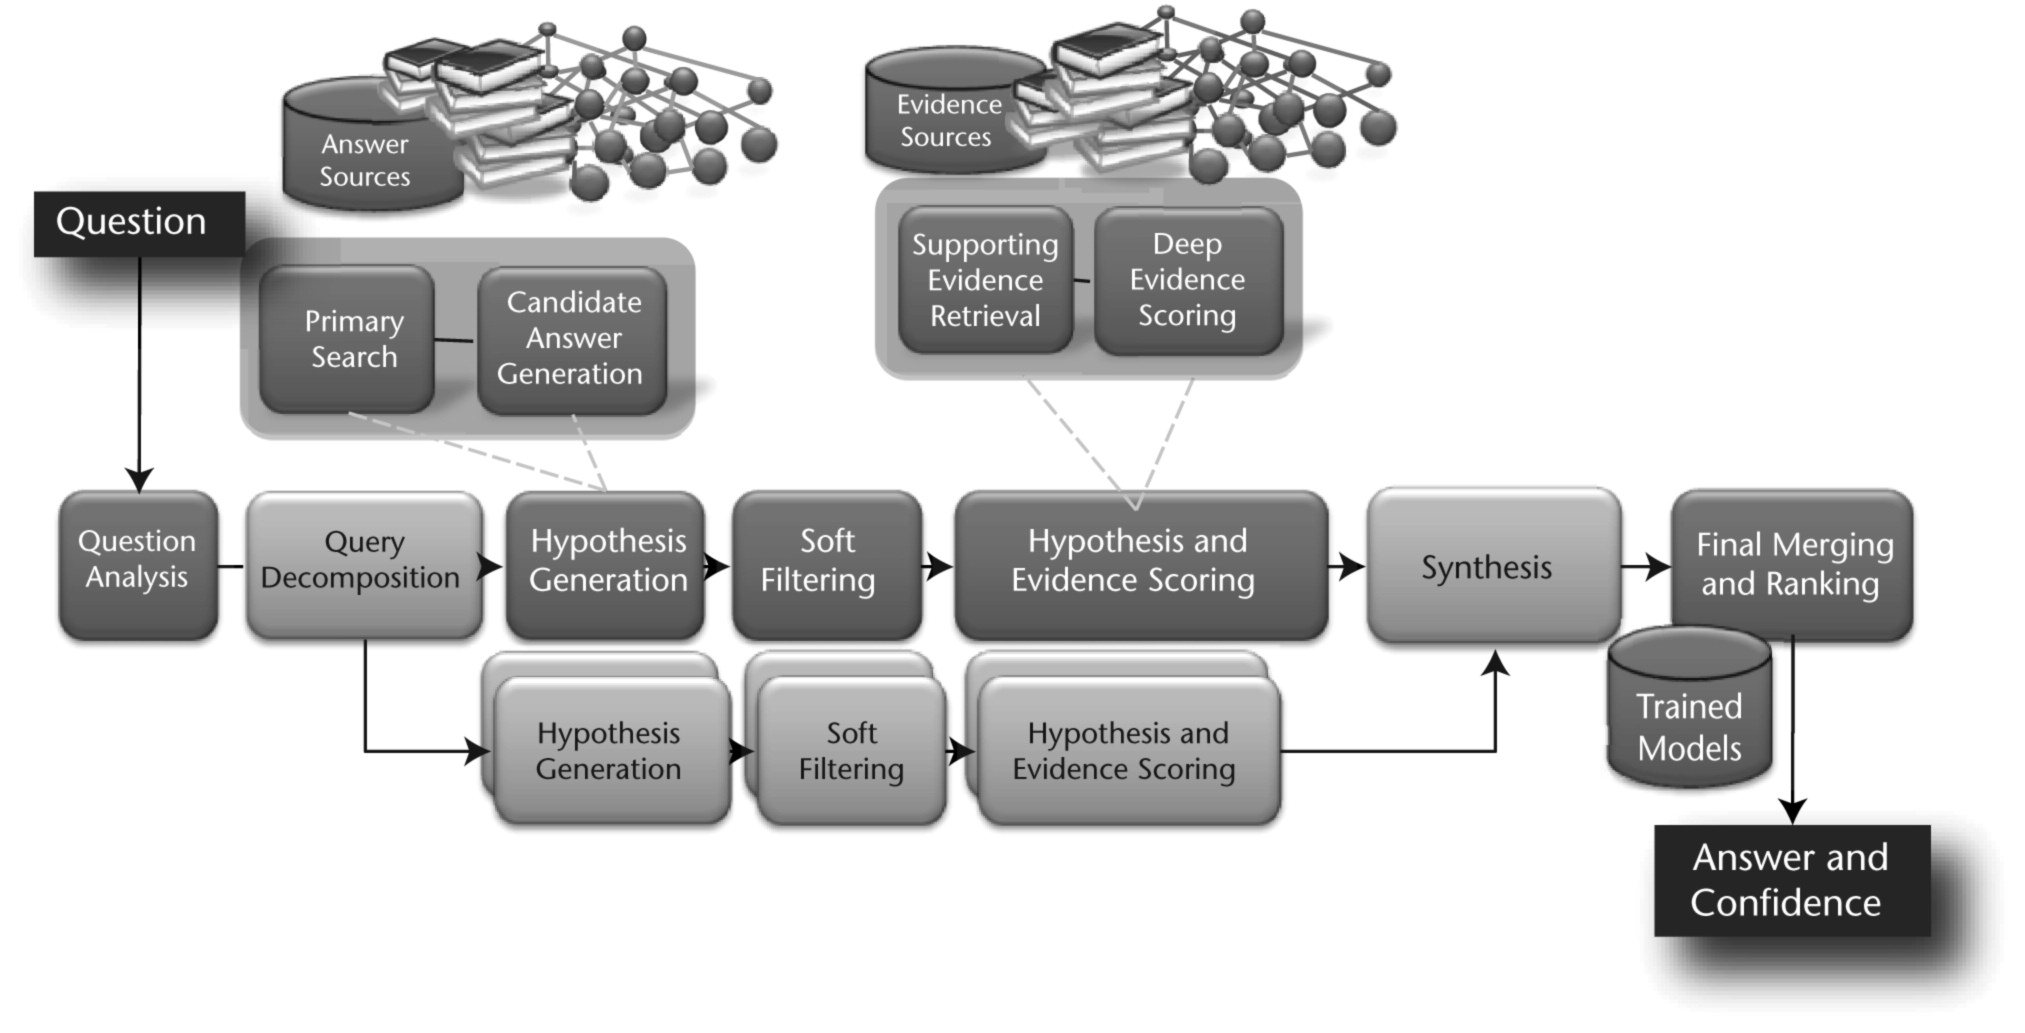 Answer
Sources
Evidence
Sources
Question
Primary
Search
Candidate
Answer
Generation
Supporting
Evidence
Retrieval
Deep
Evidence
Scoring
Question
Analysis
Query
Decomposition
Hypothesis
Generation
Soft
Filtering
Hypothesis and
Evidence Scoring
Synthesis
Final Merging
and Ranking
Hypothesis
Generation
Soft
Filtering
Hypothesis and
Evidence Scoring
Trained
Models
Answer and
Confidence